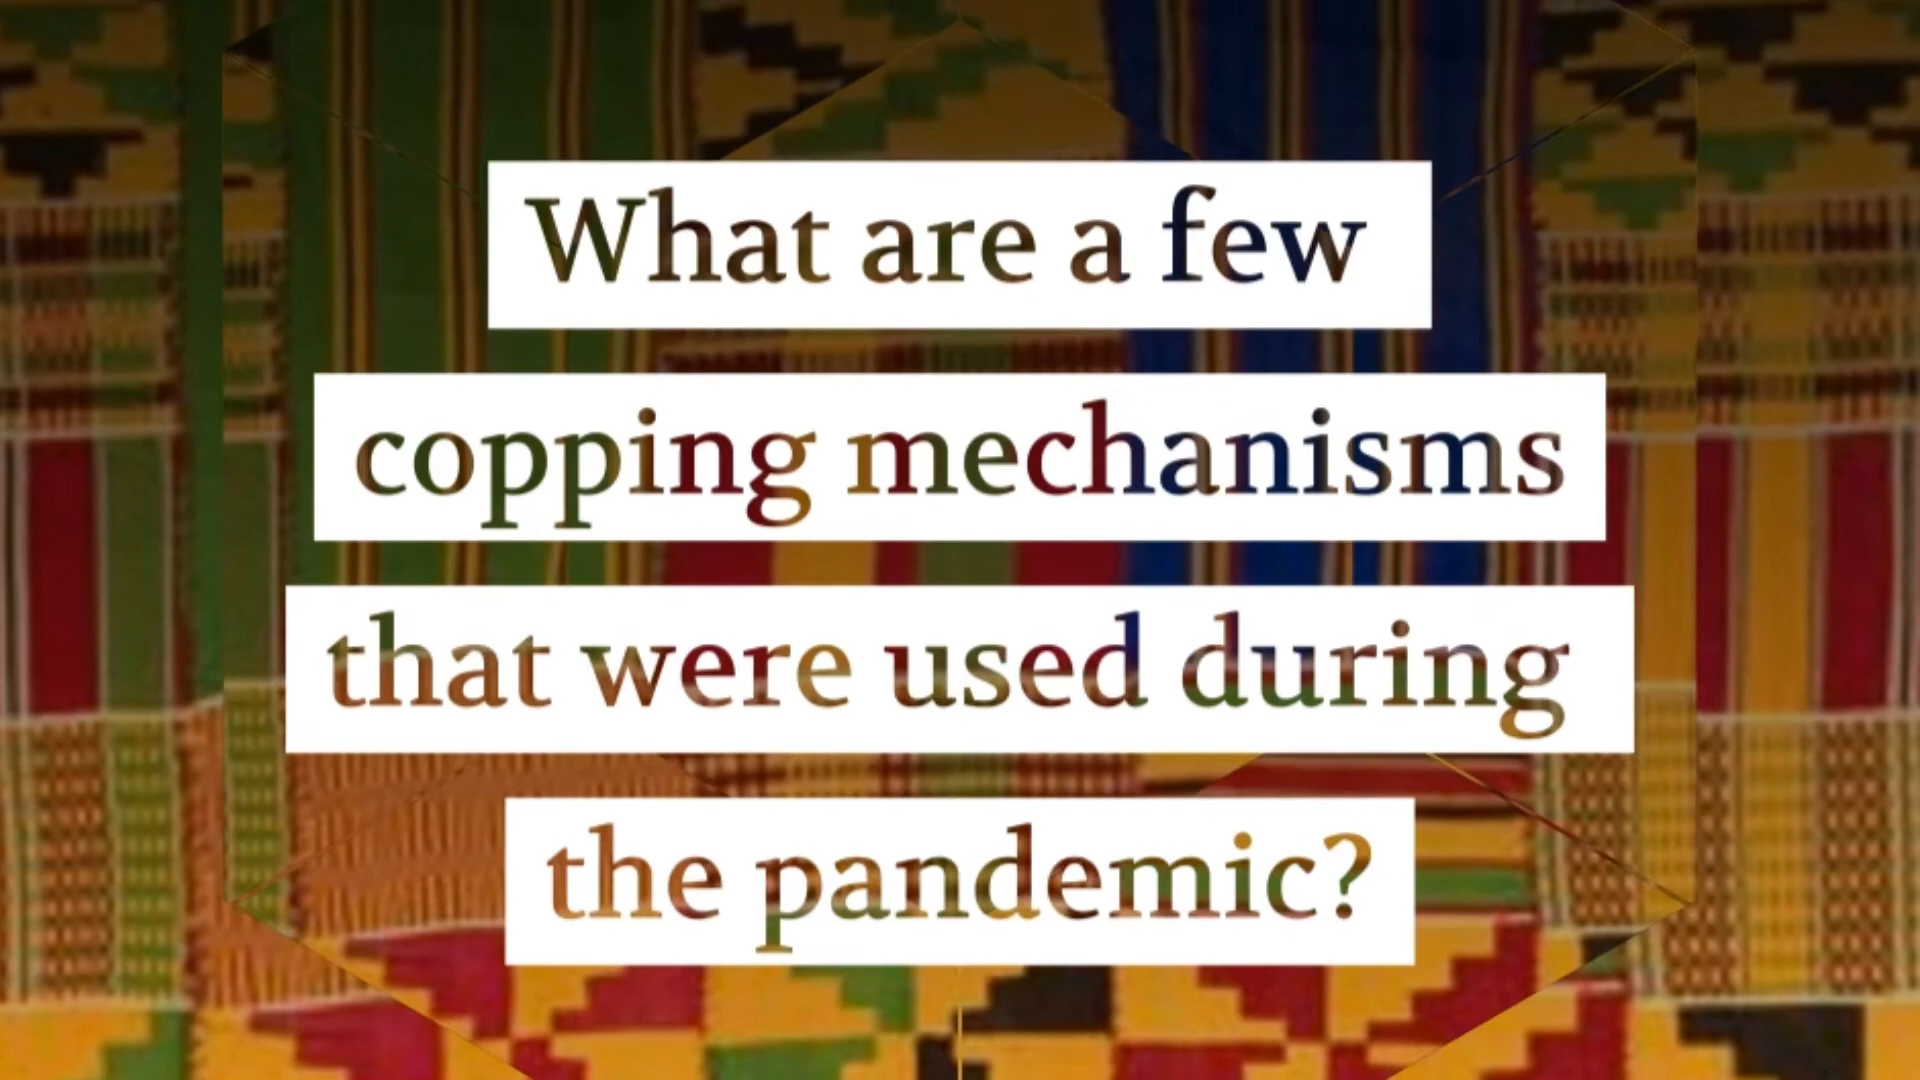 What are a few
copping mechanisms
that were used during
the pandemic?